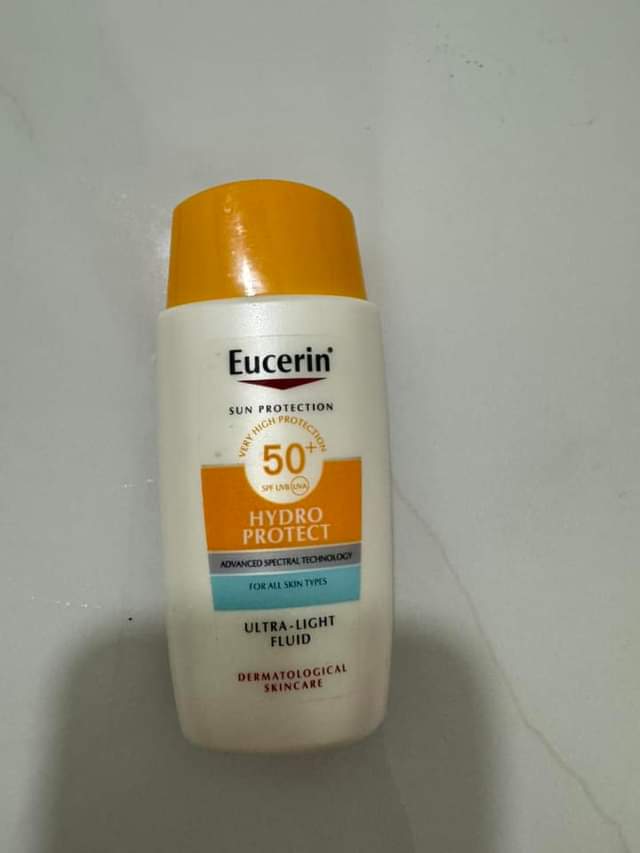 Eucerin®
SUN PROTECTION
VERY HIGH PROTECTION
50+
SPF UVB UVA
HYDRO
PROTECT
ADVANCED SPECTRAL TECHNOLOGY
FOR ALL SKIN TYPES
ULTRA-LIGHT
FLUID
DERMATOLOGICAL
SKINCARE